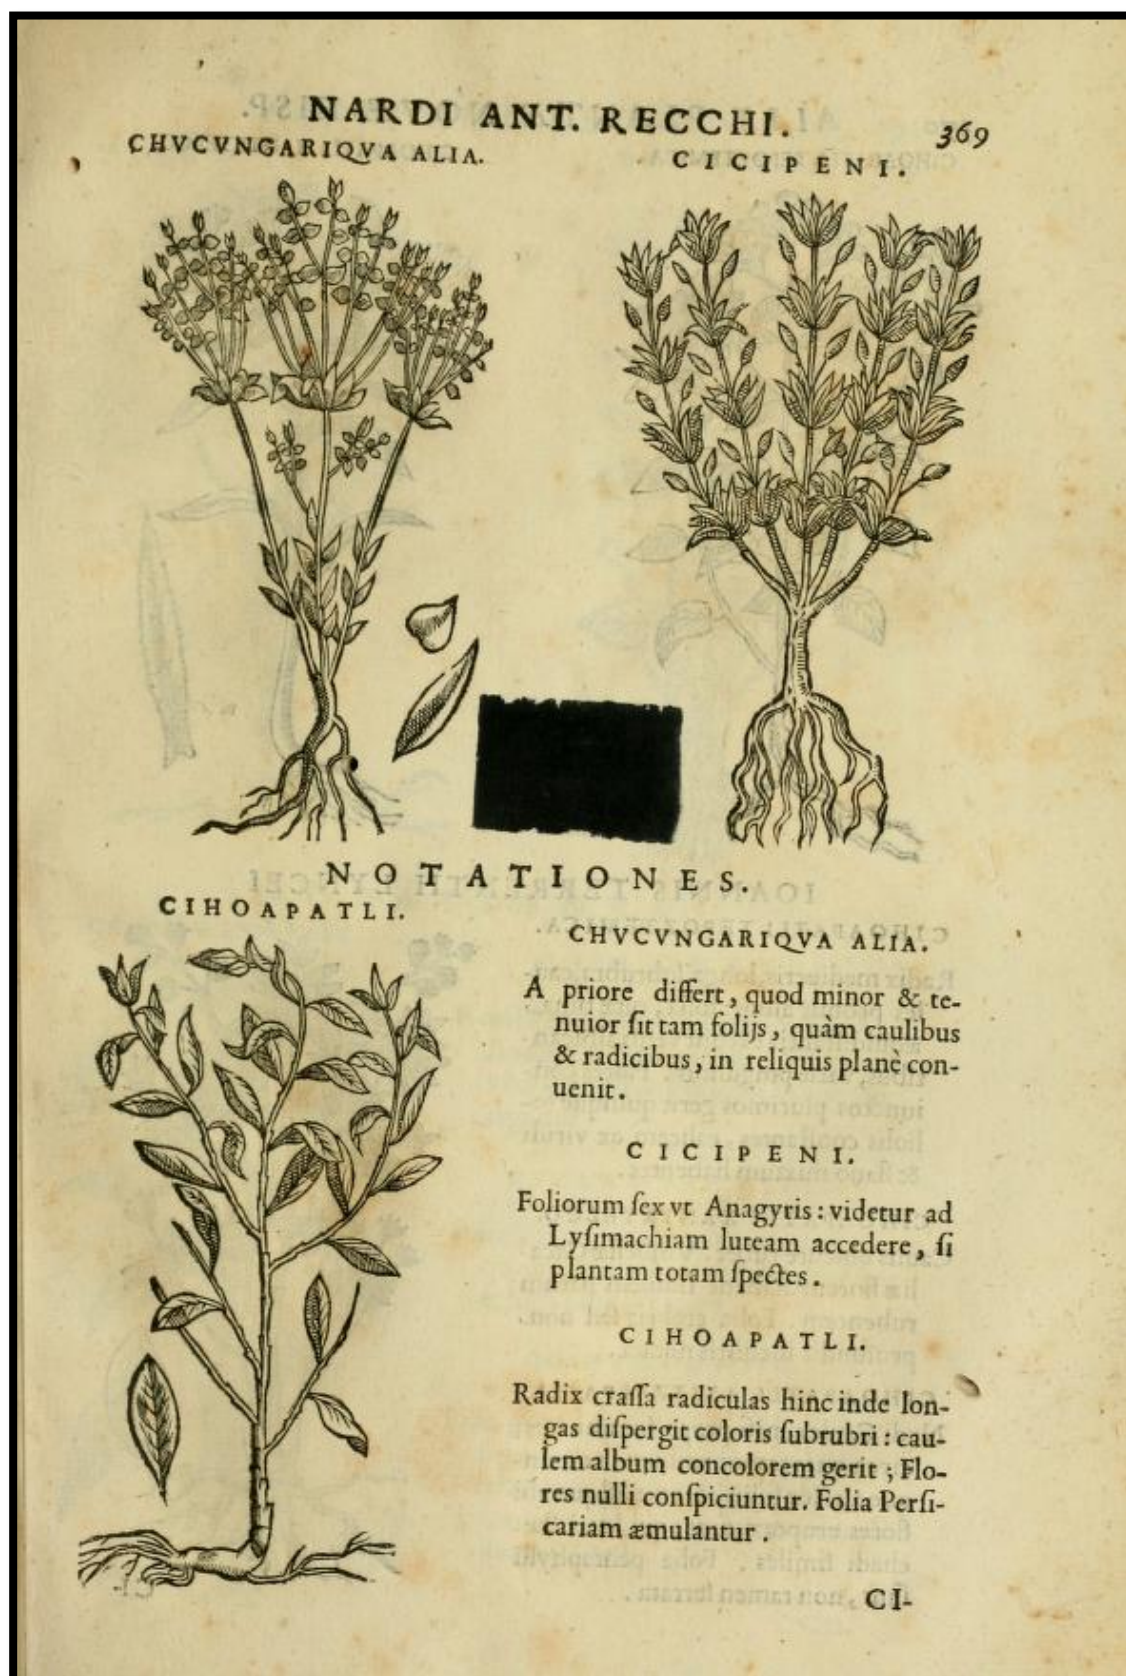 NARDI ANT. RECCHI.
369
CHVCVNGARIQVA ALIA.
CICIPENI.
NOTATIONES.
CIHOAPATLI.
CHVCVNGARIQVA ALIA.
A priore differt, quod minor & te-
nuior ſit tam folijs, quàm caulibus
& radicibus, in reliquis planè con-
uenit.
CICIPENI.
Foliorum ſex vt Anagyris: videtur ad
Lyſimachiam luteam accedere, ſi
plantam totam ſpectes.
CIHOAPATLI.
Radix craſſa radiculas hinc inde lon-
gas diſpergit coloris ſubrubri: cau-
lem album concolorem gerit; Flo-
res nulli conſpiciuntur. Folia Perſi-
cariam æmulantur.
CI-